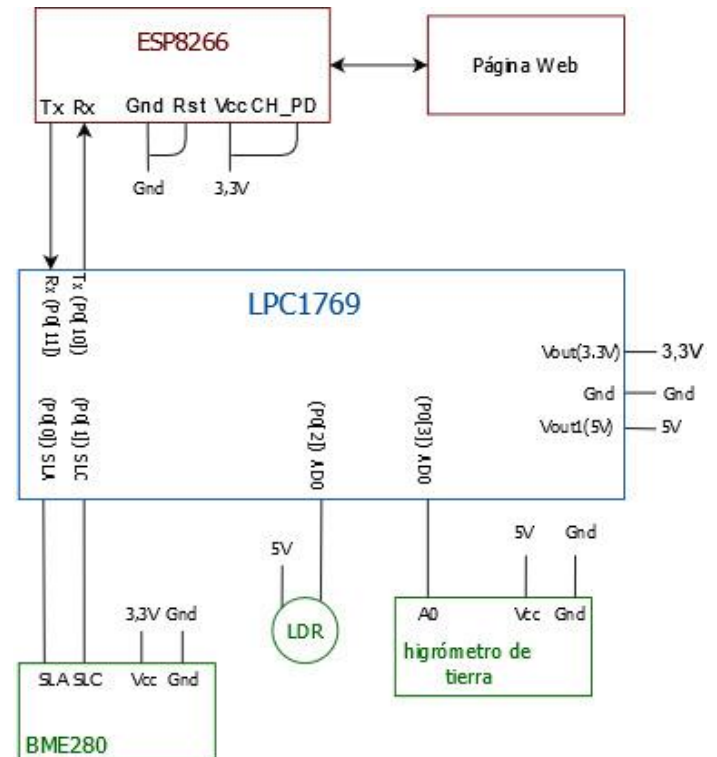 ESP8266
Página Web
Tx Rx Gnd Rst Vcc CH_PD
Gnd 3,3V
Rx (P0[11])
Tx (P0[10])
LPC1769
Vout(3.3V) 3,3V
Gnd Gnd
Vout1(5V) 5V
(P0[0]) SLA
(P0[1]) SLC
(P0[2]) AD0
(P0[3]) AD0
5V
5V Gnd
3,3V Gnd
LDR
A0 Vcc Gnd
higrómetro de
tierra
SLA SLC Vcc Gnd
BME280